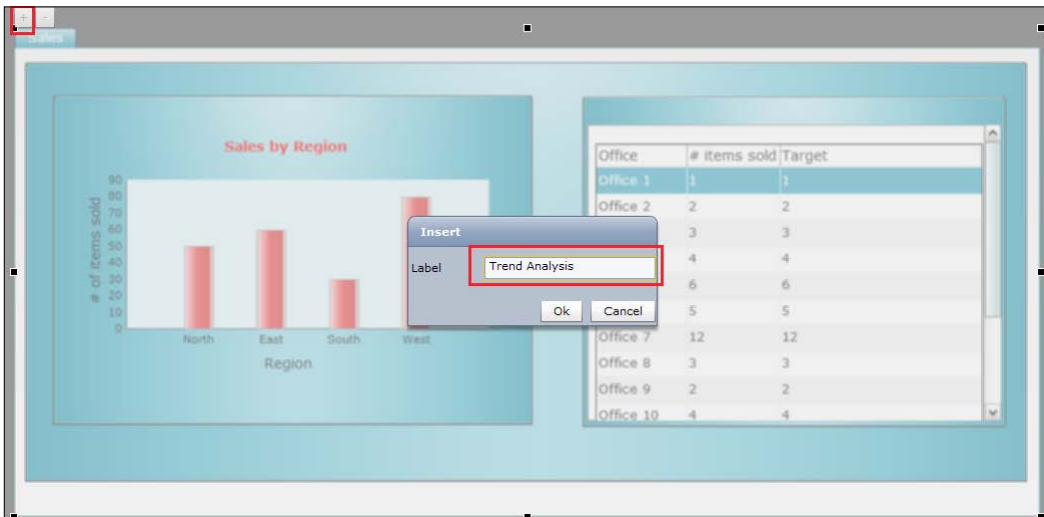 + -
Sales
Sales by Region
# of items sold
90
80
70
60
50
40
30
20
10
0
North East South West
Region
Office # items sold Target
Office 1 1 1
Office 2 2 2
3 3
4 4
6 6
5 5
Office 7 12 12
Office 8 3 3
Office 9 2 2
Office 10 4 4
Insert
Label Trend Analysis
Ok Cancel